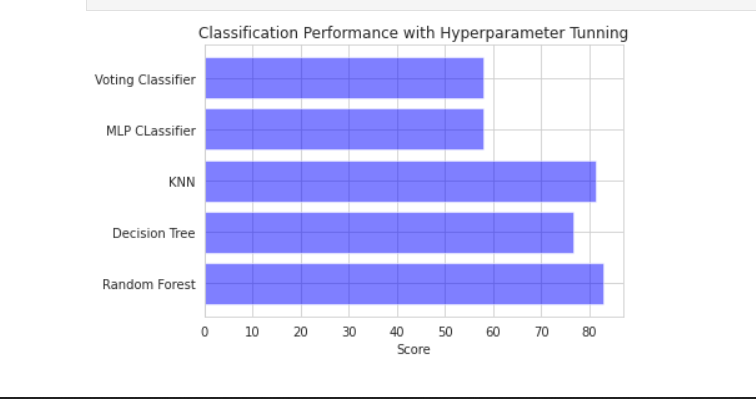 Classification Performance with Hyperparameter Tunning
Voting Classifier
MLP CLassifier
KNN
Decision Tree
Random Forest
0 10 20 30 40 50 60 70 80
Score